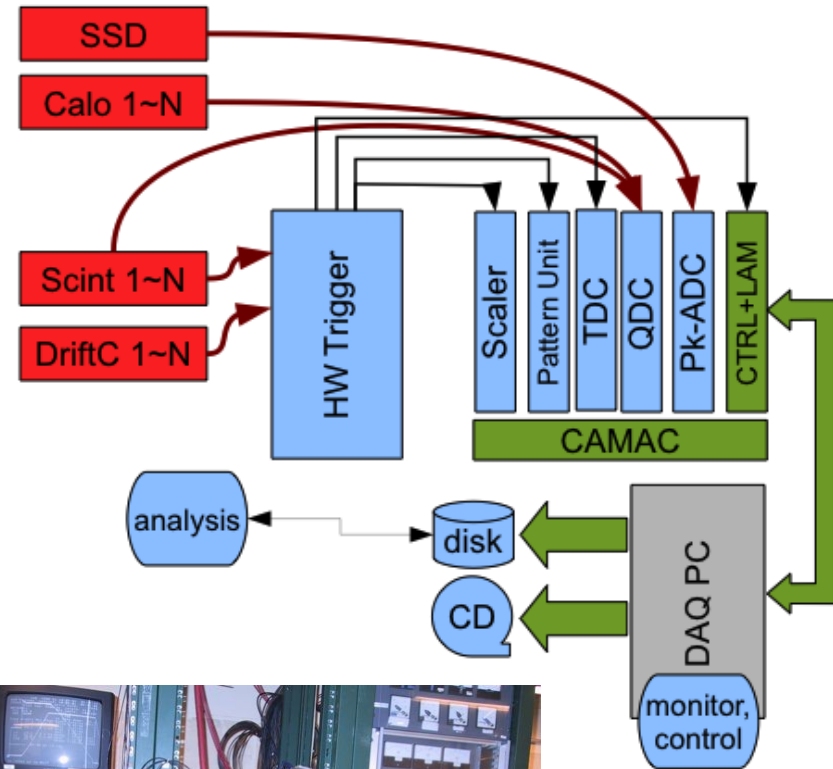 SSD
Calo 1~N
Scint 1~N
DriftC 1~N
HW Trigger
Scaler
Pattern Unit
TDC
QDC
Pk-ADC
CTRL+LAM
CAMAC
analysis
disk
CD
DAQ PC
monitor,
control